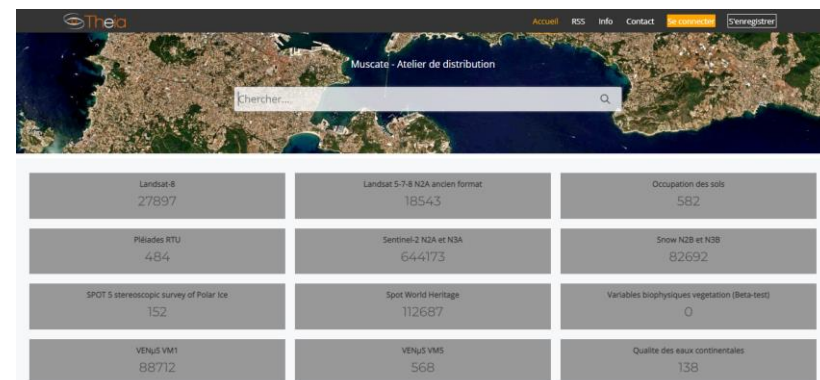 Theia
Accueil RSS Info Contact Se connecter S'enregistrer
Muscate - Atelier de distribution
Chercher...
Landsat-8
27897
Landsat 5-7-8 N2A ancien format
18543
Occupation des sols
582
Pléiades RTU
484
Sentinel-2 N2A et N3A
644173
Snow N2B et N3B
82692
SPOT 5 stereoscopic survey of Polar Ice
152
Spot World Heritage
112687
Variables biophysiques vegetation (Beta-test)
0
VENµS VM1
88712
VENµS VM5
568
Qualite des eaux continentales
138